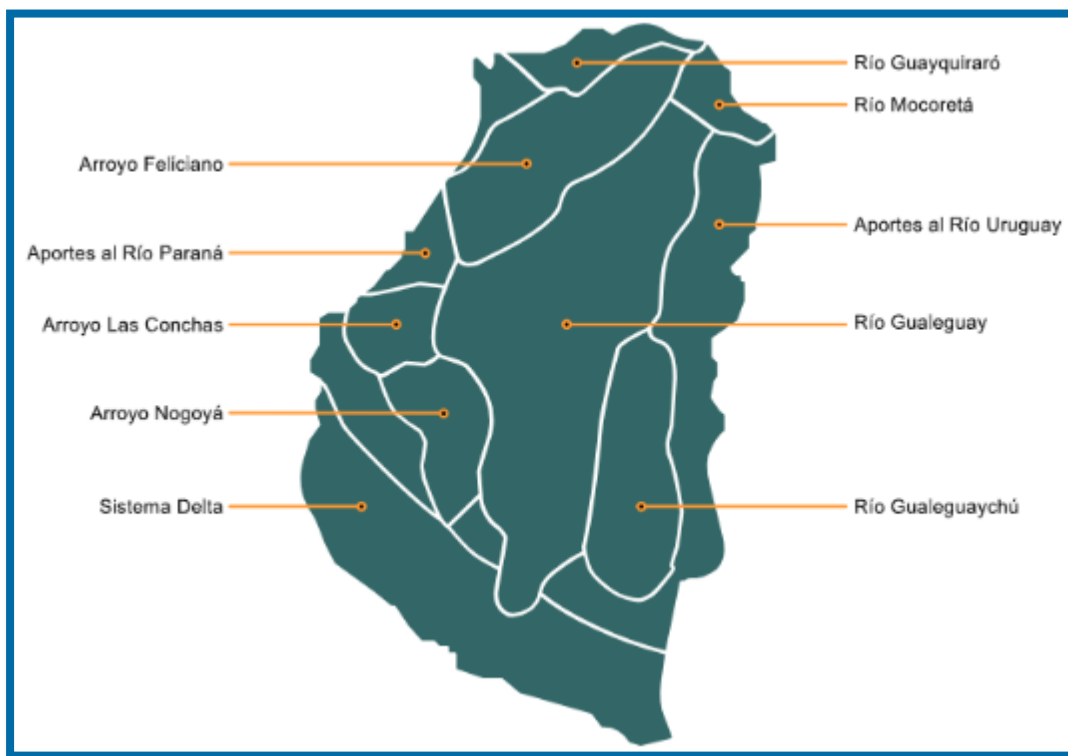 Río Guayquiraró
Río Mocoretá
Arroyo Feliciano
Aportes al Río Uruguay
Aportes al Río Paraná
Arroyo Las Conchas
Río Gualeguay
Arroyo Nogoyá
Sistema Delta
Río Gualeguaychú